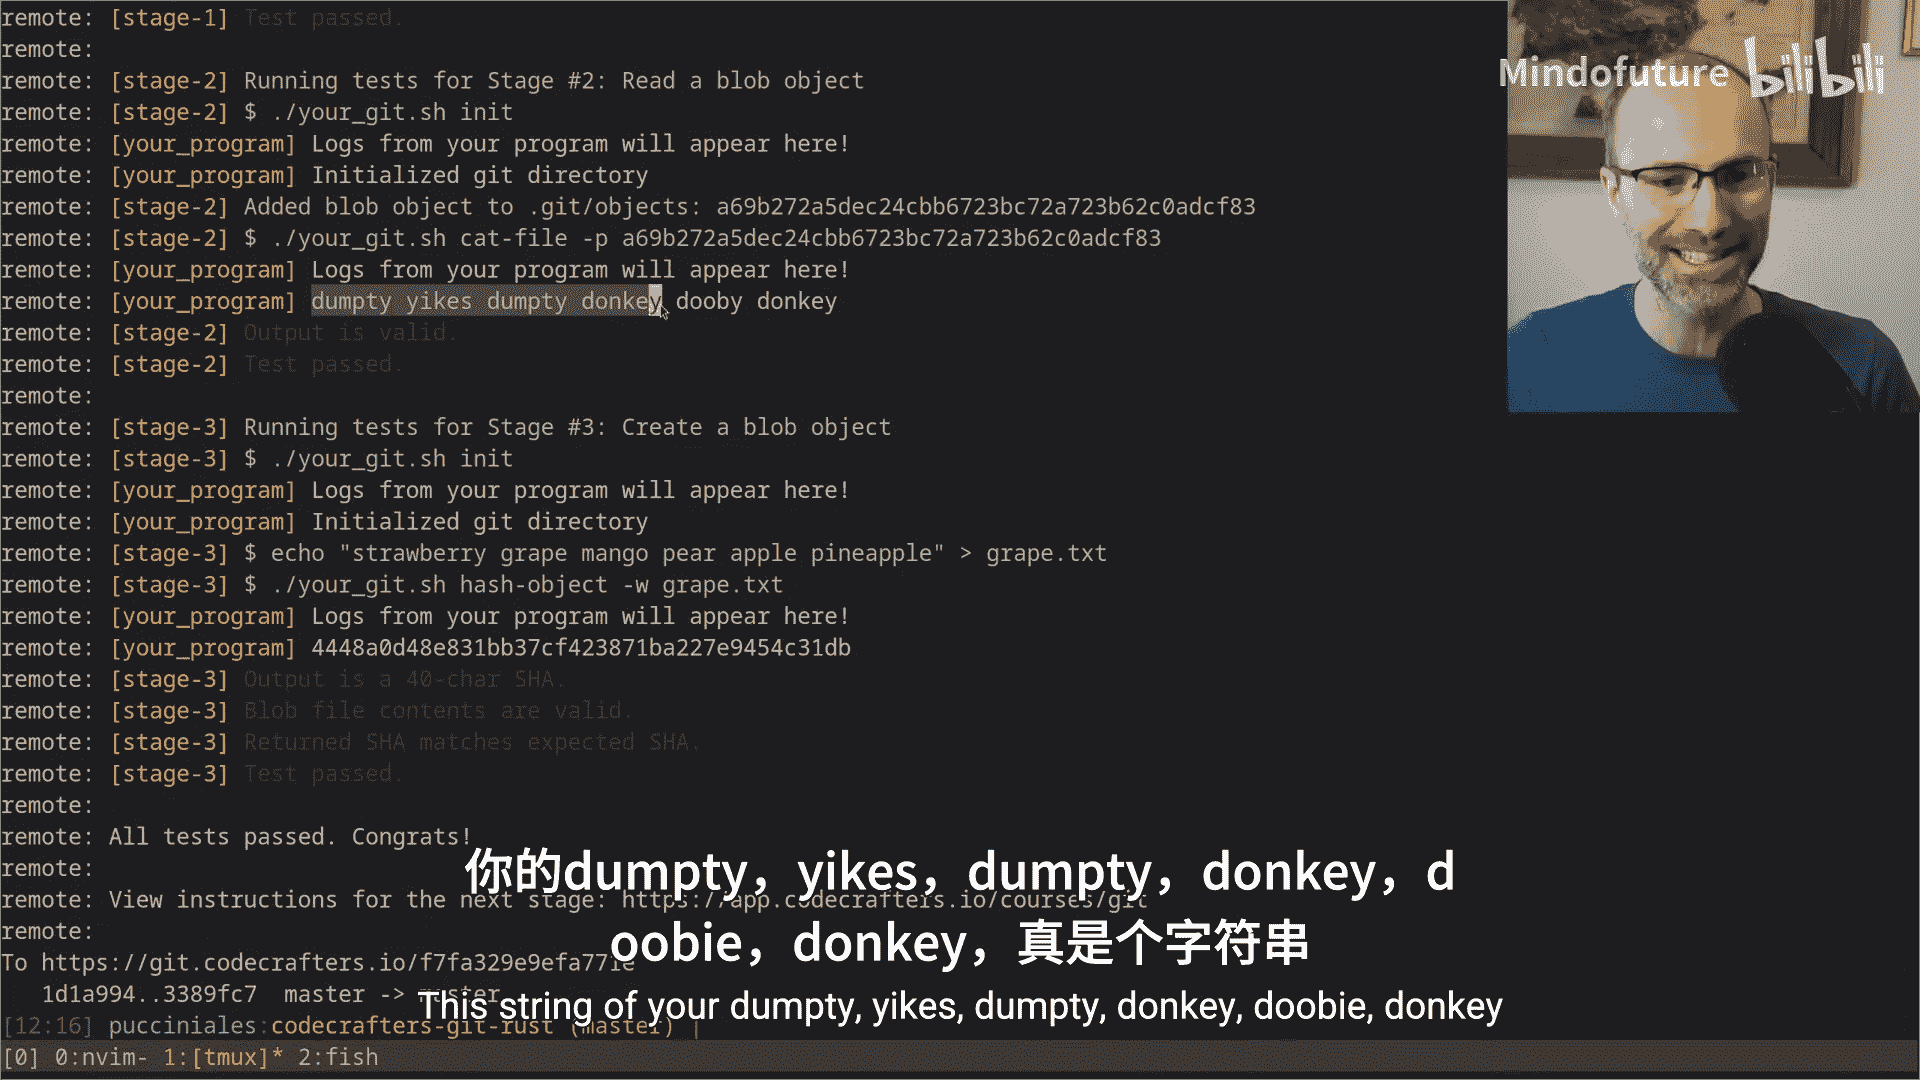 remote: [stage-1] Test passed.
remote:
remote: [stage-2] Running tests for Stage #2: Read a blob object
remote: [stage-2] $ ./your_git.sh init
remote: [your_program] Logs from your program will appear here!
remote: [your_program] Initialized git directory
remote: [stage-2] Added blob object to .git/objects: a69b272a5dec24cbb6723bc72a723b62c0adcf83
remote: [stage-2] $ ./your_git.sh cat-file -p a69b272a5dec24cbb6723bc72a723b62c0adcf83
remote: [your_program] Logs from your program will appear here!
remote: [your_program] dumpty yikes dumpty donkey dooby donkey
remote: [stage-2] Output is valid.
remote: [stage-2] Test passed.
remote:
remote: [stage-3] Running tests for Stage #3: Create a blob object
remote: [stage-3] $ ./your_git.sh init
remote: [your_program] Logs from your program will appear here!
remote: [your_program] Initialized git directory
remote: [stage-3] $ echo "strawberry grape mango pear apple pineapple" > grape.txt
remote: [stage-3] $ ./your_git.sh hash-object -w grape.txt
remote: [your_program] Logs from your program will appear here!
remote: [your_program] 4448a0d48e831bb37cf423871ba227e9454c31db
remote: [stage-3] Output is a 40-char SHA.
remote: [stage-3] Blob file contents are valid.
remote: [stage-3] Returned SHA matches expected SHA.
remote: [stage-3] Test passed.
remote:
remote: All tests passed. Congrats!
remote:
remote: View instructions for the next stage: https://app.codecrafters.io/courses/git
remote:
To https://git.codecrafters.io/f7fa329e9efa771e
1d1a994..3389fc7 master -> master
[12:16] pucciniales:codecrafters-git-rust (master) |
[0] 0:nvim- 1:[tmux]* 2:fish
Mindofuture bilibili
你的dumpty，yikes，dumpty，donkey，d
oobie，donkey，真是个字符串
This string of your dumpty, yikes, dumpty, donkey, doobie, donkey